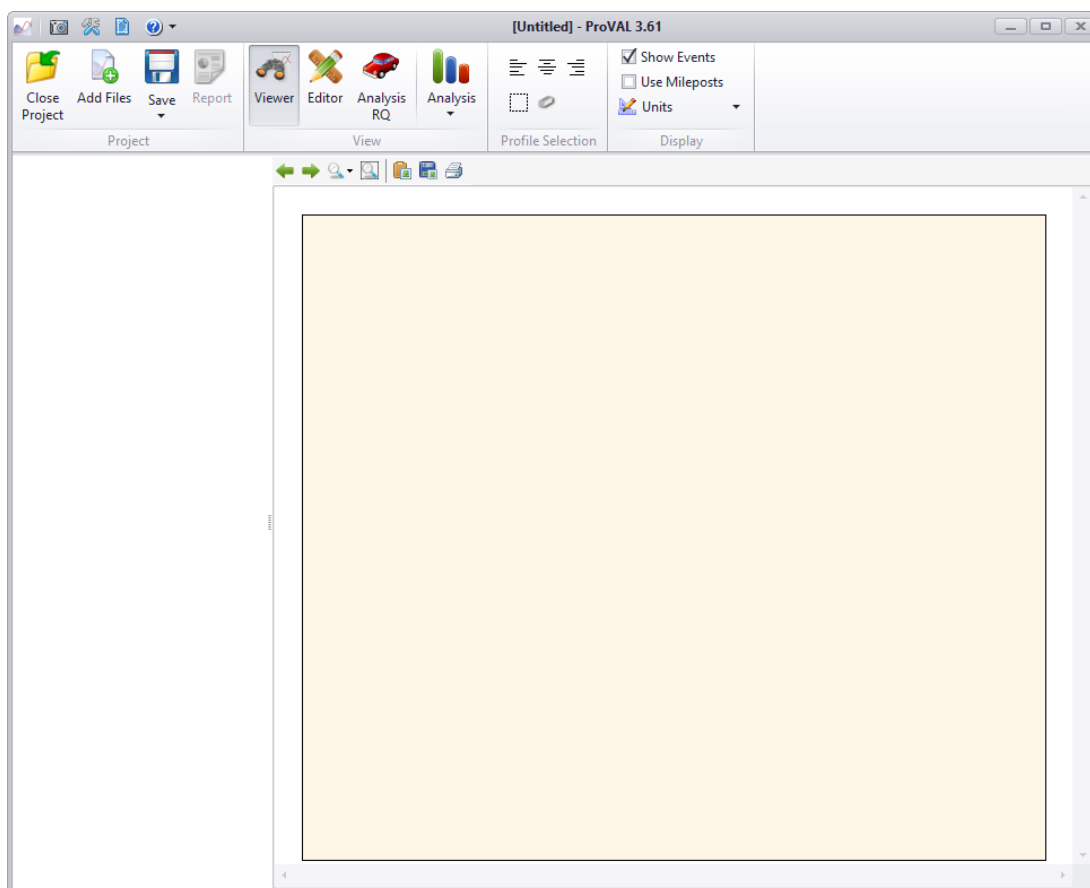 [Untitled] - ProVAL 3.61
Close Project
Add Files
Save
Report
Viewer
Editor
Analysis RQ
Analysis
Show Events
Use Mileposts
Units
Project
View
Profile Selection
Display